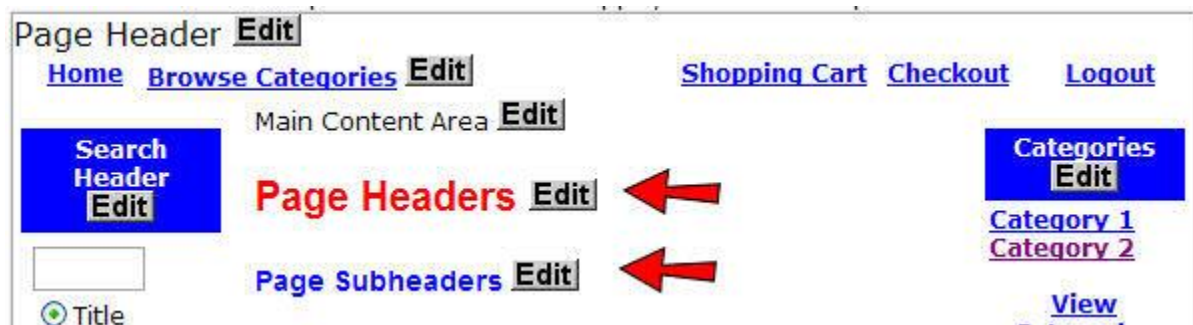 Page Header Edit
Home Browse Categories Edit Shopping Cart Checkout Logout
Main Content Area Edit
Search
Header
Edit
Page Headers Edit
Page Subheaders Edit
Title
Categories
Edit
Category 1
Category 2
View